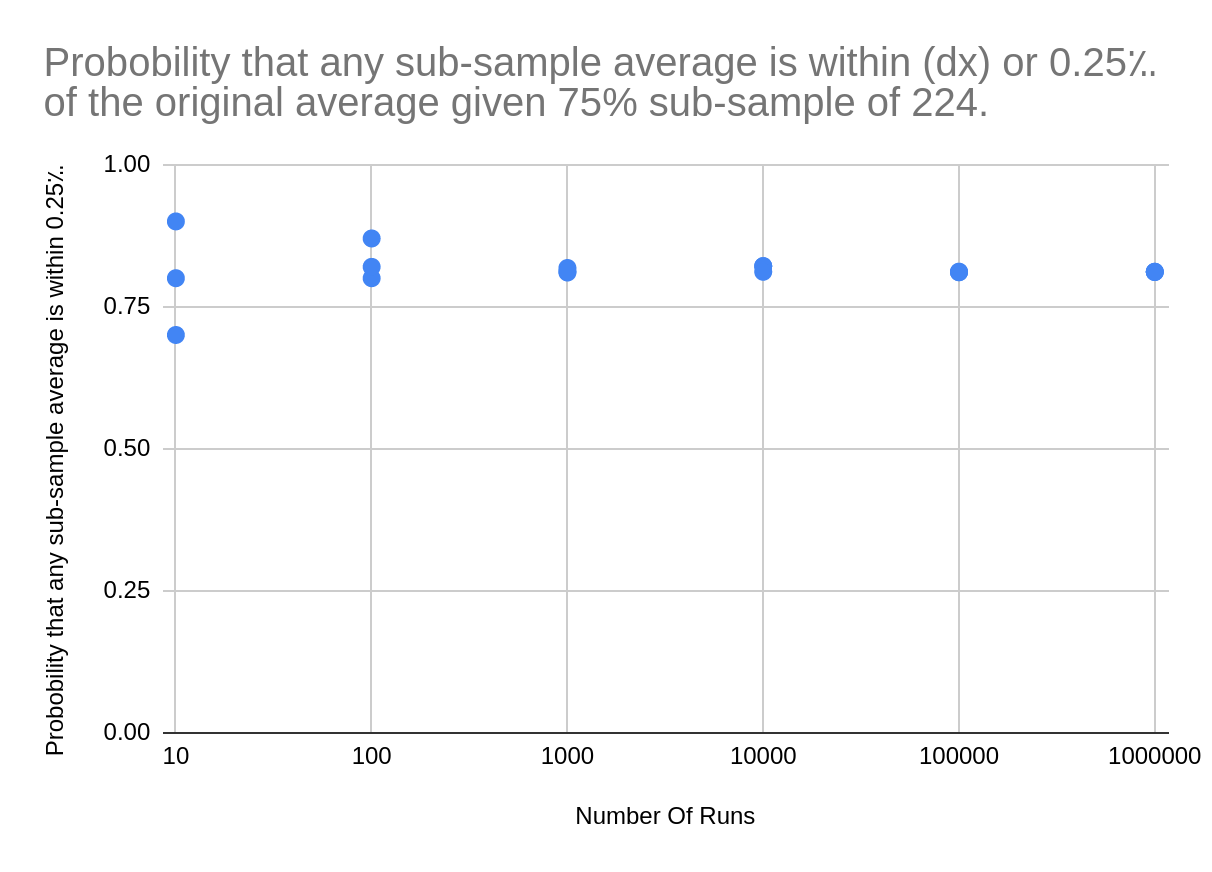 Probobility that any sub-sample average is within (dx) or 0.25٪.
of the original average given 75% sub-sample of 224.
Probobility that any sub-sample average is within 0.25٪.
1.00
0.75
0.50
0.25
0.00
10 100 1000 10000 100000 1000000
Number Of Runs